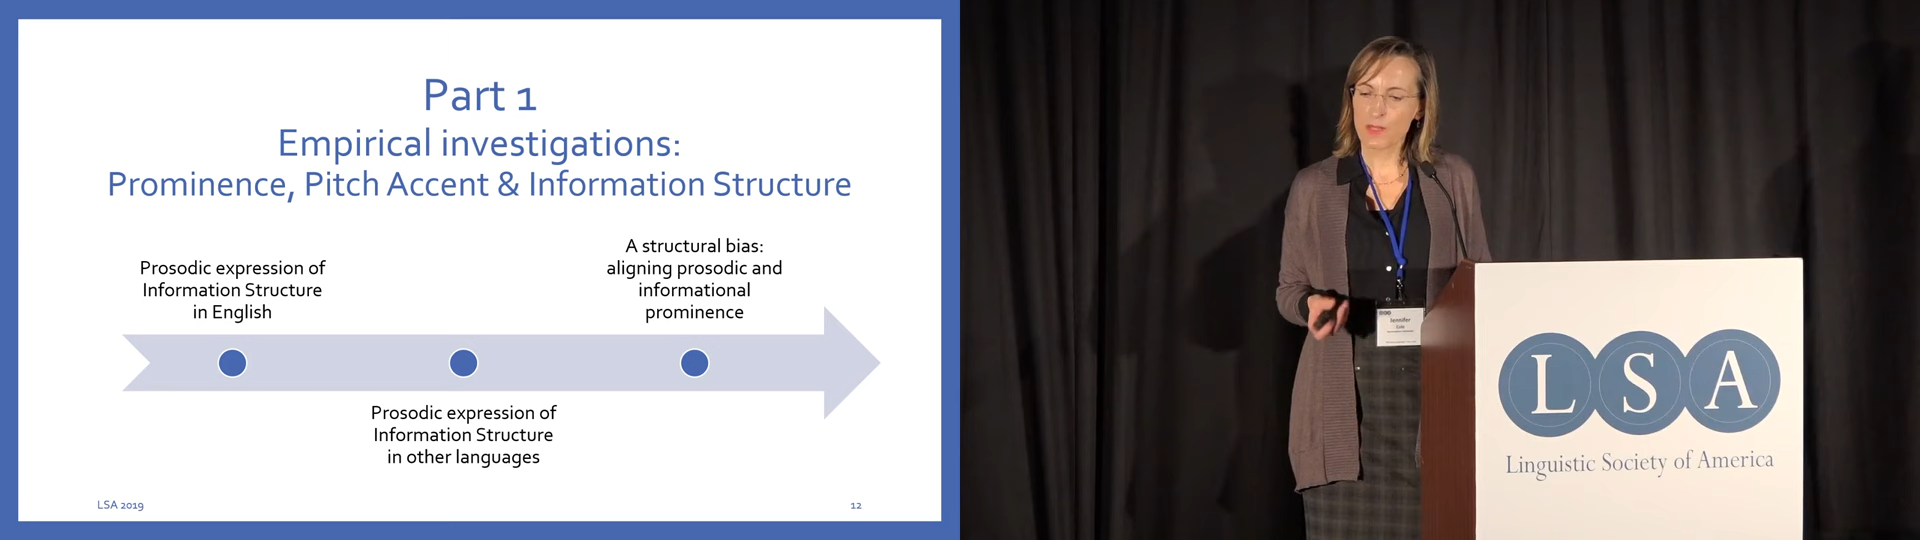 Part 1
Empirical investigations:
Prominence, Pitch Accent & Information Structure
Prosodic expression of
Information Structure
in English
A structural bias:
aligning prosodic and
informational
prominence
Prosodic expression of
Information Structure
in other languages
LSA 2019
12
Jennifer
Cole
LSA
Linguistic Society of America